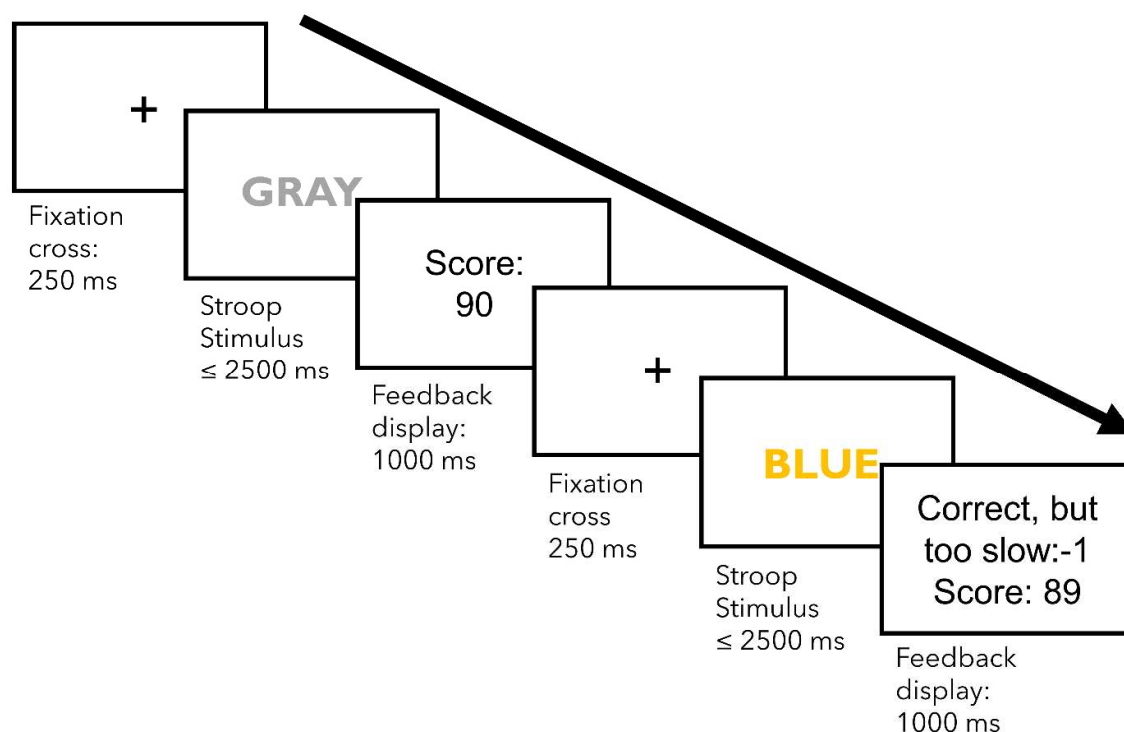 +
Fixation
cross:
250 ms
GRAY
Stroop
Stimulus
≤ 2500 ms
Score:
90
Feedback
display:
1000 ms
+
Fixation
cross
250 ms
BLUE
Stroop
Stimulus
≤ 2500 ms
Correct, but
too slow:-1
Score: 89
Feedback
display:
1000 ms